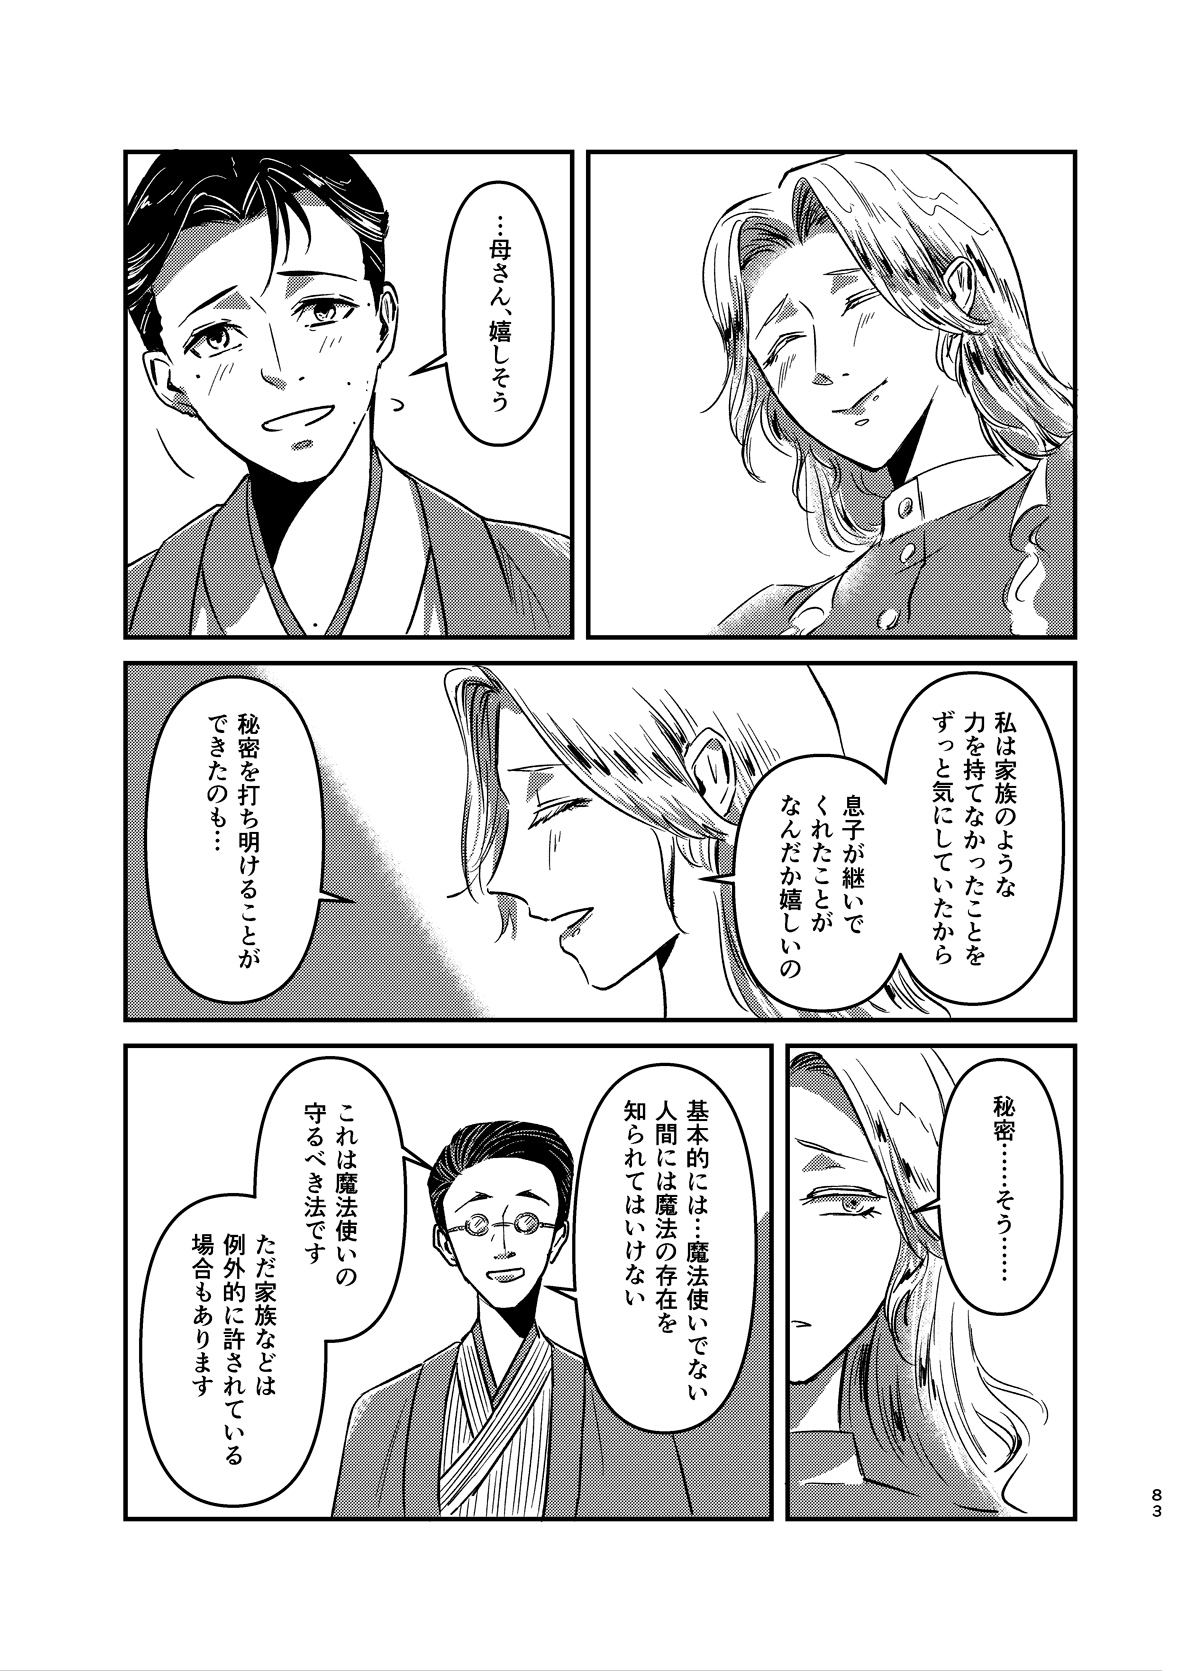 …母さん、嬉しそう
私は家族のような
力を持てなかったことを
ずっと気にしていたから
息子が継いで
くれたことが
なんだか嬉しいの
秘密を打ち明けることが
できたのも…
秘密……そう……
基本的には…魔法使いでない
人間には魔法の存在を
知られてはいけない
これは魔法使いの
守るべき法です
ただ家族などは
例外的に許されている
場合もあります
83